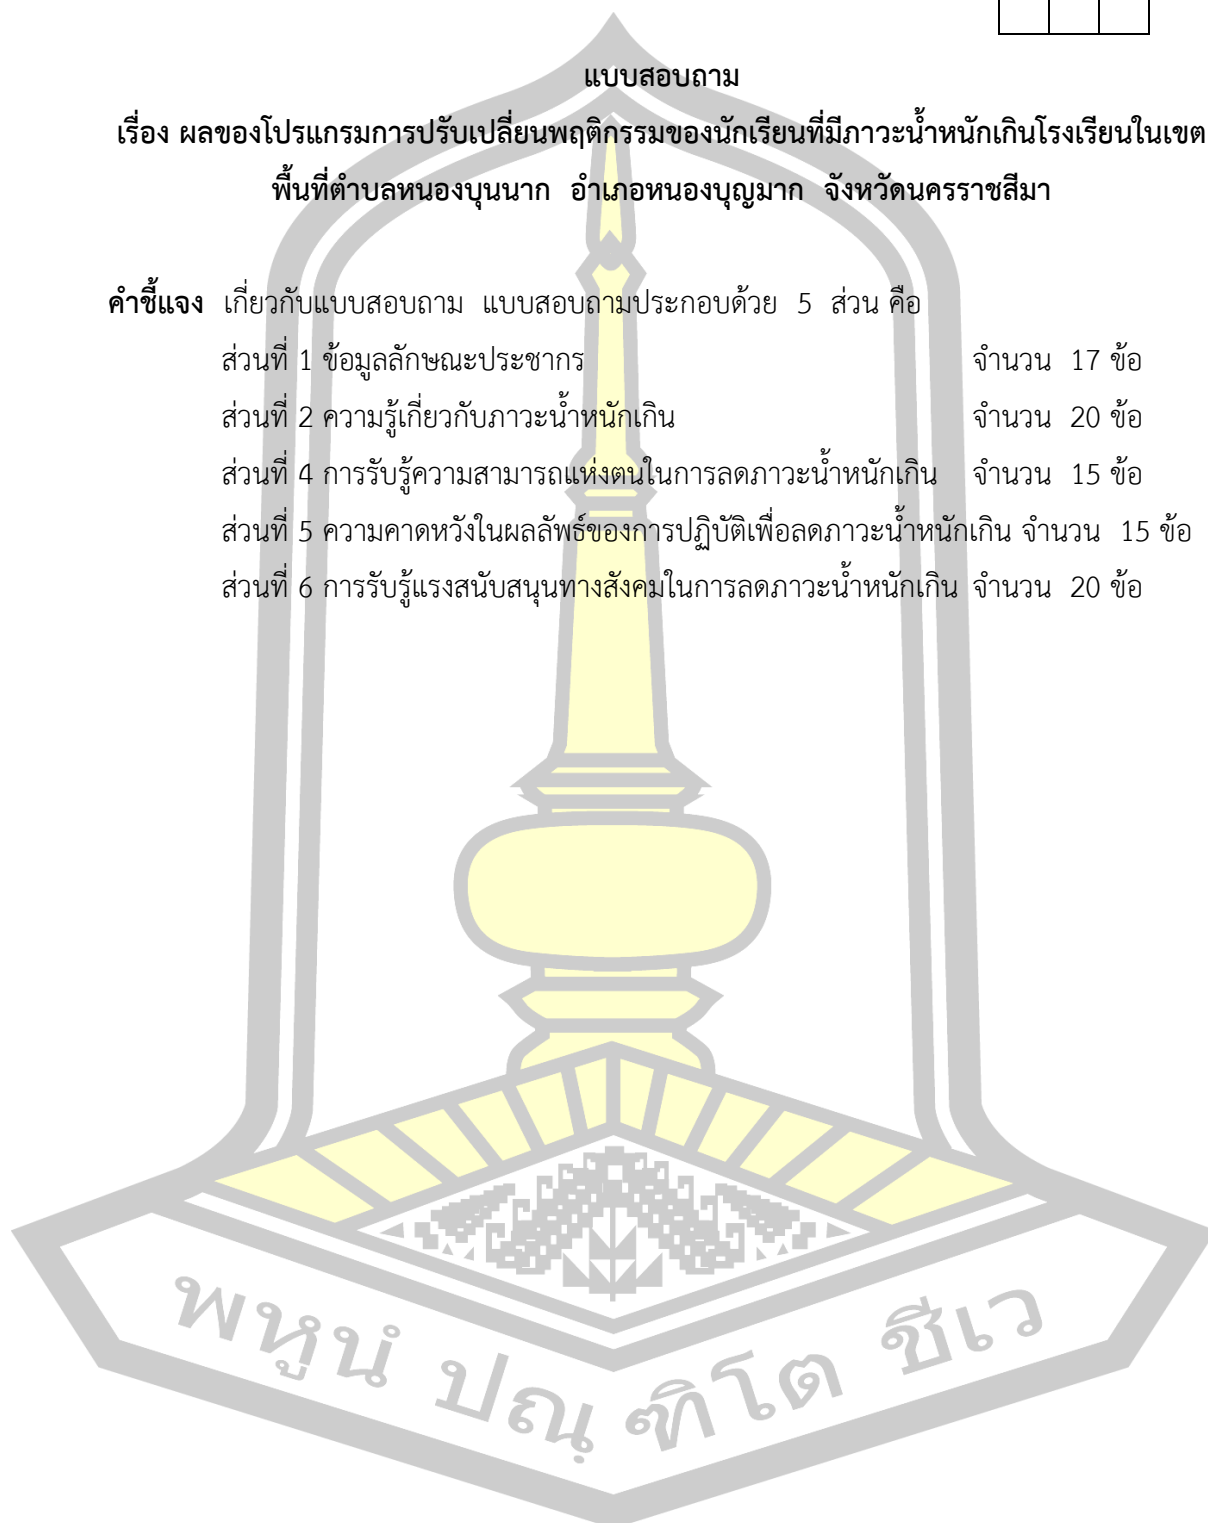 แบบสอบถาม
เรื่อง ผลของโปรแกรมการปรับเปลี่ยนพฤติกรรมของนักเรียนที่มีภาวะน้ำหนักเกินโรงเรียนในเขต
พื้นที่ตำบลหนองบุนนาก อำเภอหนองบุญมาก จังหวัดนครราชสีมา
คำชี้แจง เกี่ยวกับแบบสอบถาม แบบสอบถามประกอบด้วย 5 ส่วน คือ
ส่วนที่ 1 ข้อมูลลักษณะประชากร จำนวน 17 ข้อ
ส่วนที่ 2 ความรู้เกี่ยวกับภาวะน้ำหนักเกิน จำนวน 20 ข้อ
ส่วนที่ 4 การรับรู้ความสามารถแห่งตนในการลดภาวะน้ำหนักเกิน จำนวน 15 ข้อ
ส่วนที่ 5 ความคาดหวังในผลลัพธ์ของการปฏิบัติเพื่อลดภาวะน้ำหนักเกิน จำนวน 15 ข้อ
ส่วนที่ 6 การรับรู้แรงสนับสนุนทางสังคมในการลดภาวะน้ำหนักเกิน จำนวน 20 ข้อ
พหูนํ ปณฺ ฑิโต ชีเว